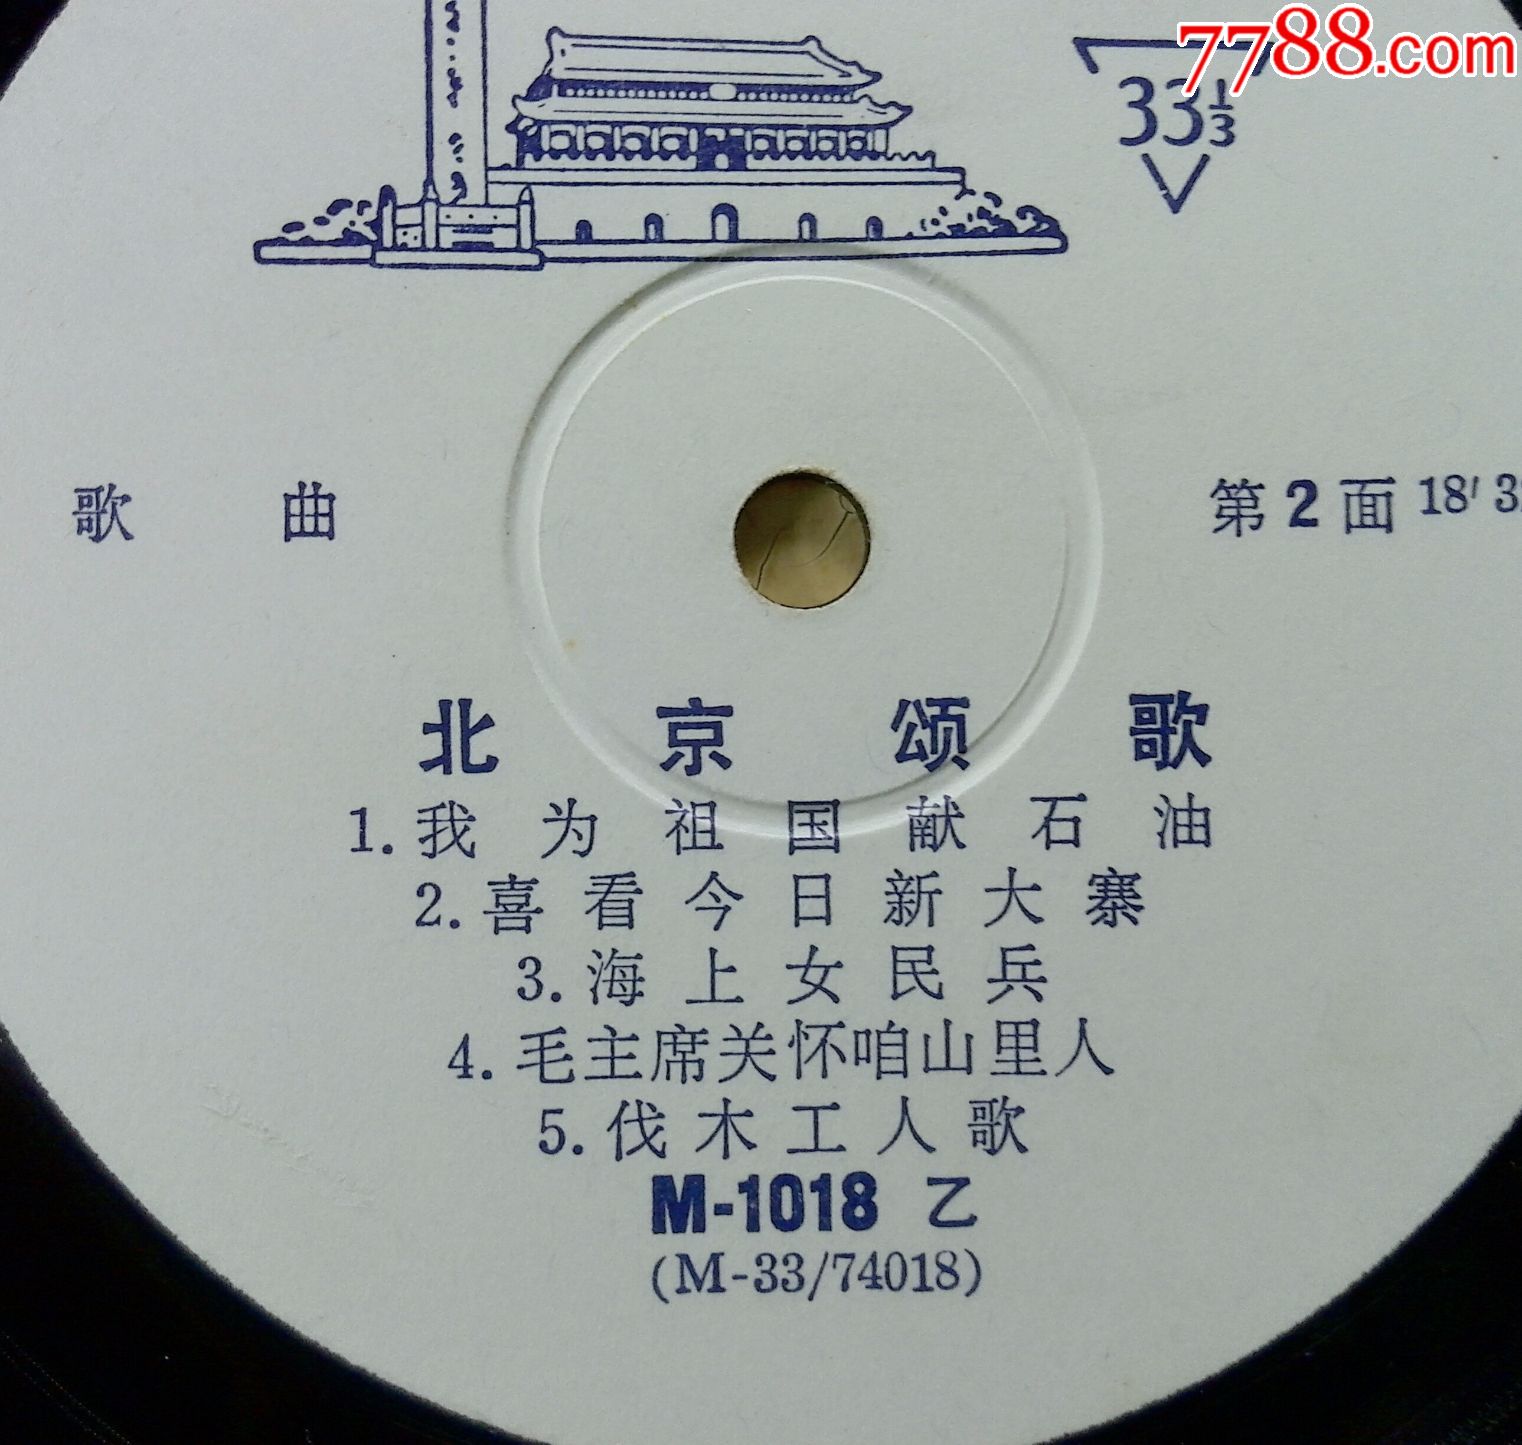 7788.com
33⅓
歌 曲
第2面 18′3
北京颂歌
1. 我为祖国献石油
2. 喜看今日新大寨
3. 海上女民兵
4. 毛主席关怀咱山里人
5. 伐木工人歌
M-1018 乙
(M-33/74018)